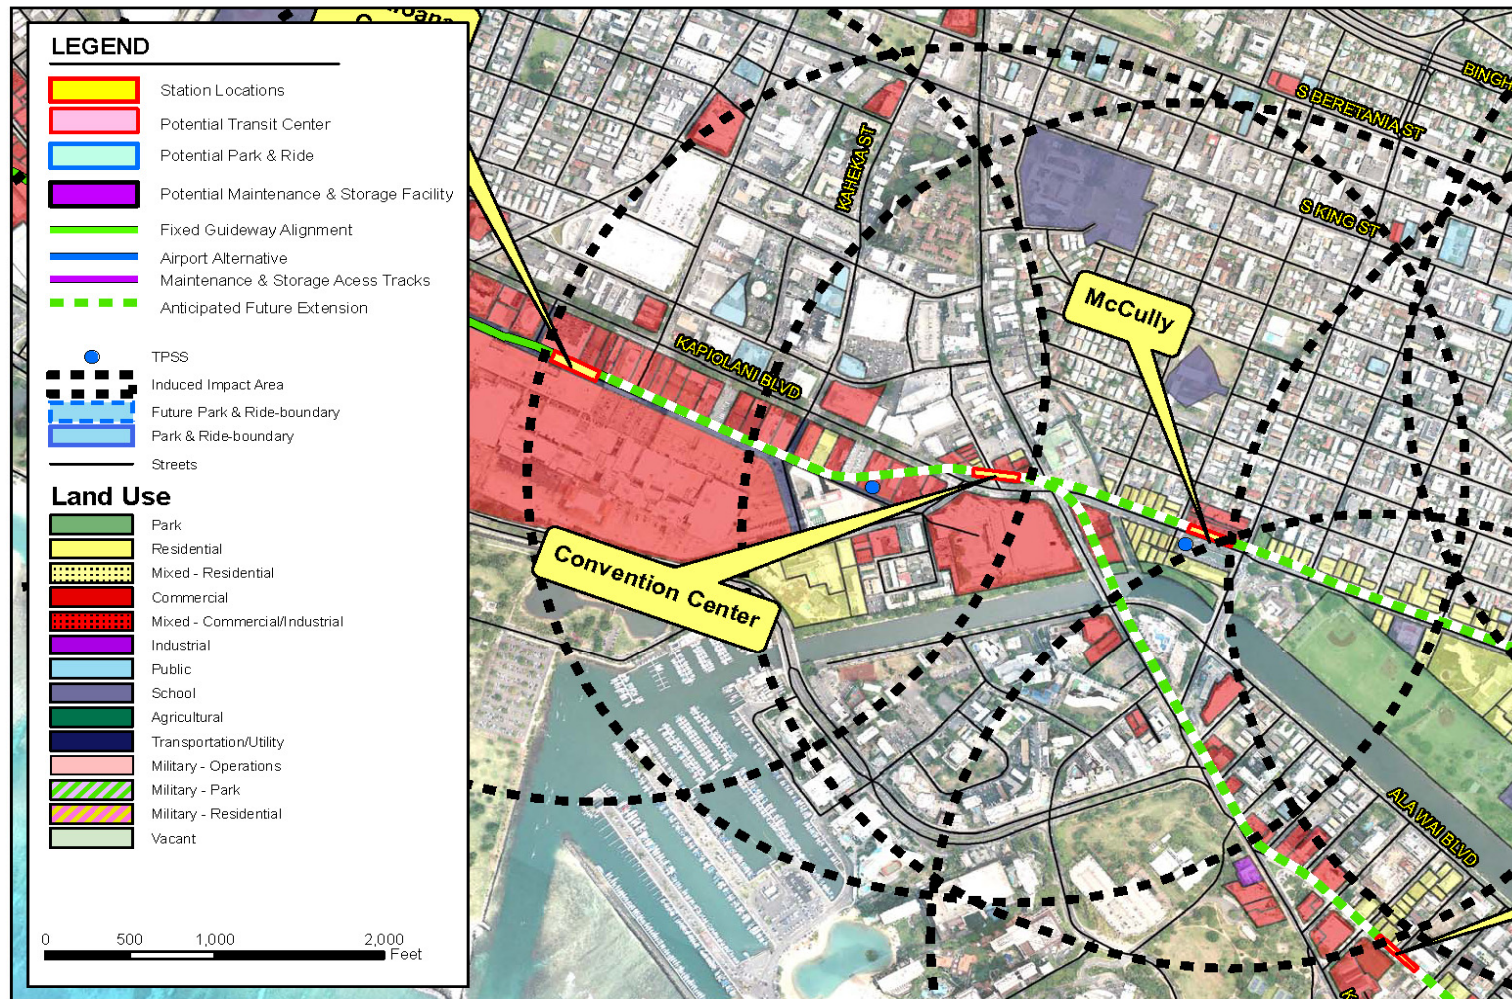 LEGEND
Station Locations
Potential Transit Center
Potential Park & Ride
Potential Maintenance & Storage Facility
Fixed Guideway Alignment
Airport Alternative
Maintenance & Storage Acess Tracks
Anticipated Future Extension
TPSS
Induced Impact Area
Future Park & Ride-boundary
Park & Ride-boundary
Streets
Land Use
Park
Residential
Mixed - Residential
Commercial
Mixed - Commercial/Industrial
Industrial
Public
School
Agricultural
Transportation/Utility
Military - Operations
Military - Park
Military - Residential
Vacant
0 500 1,000 2,000
Feet
S BERETANIA ST
KAHEKA ST
S KING ST
McCully
KAPIOLANI BLVD
Convention Center
ALA WAI BLVD